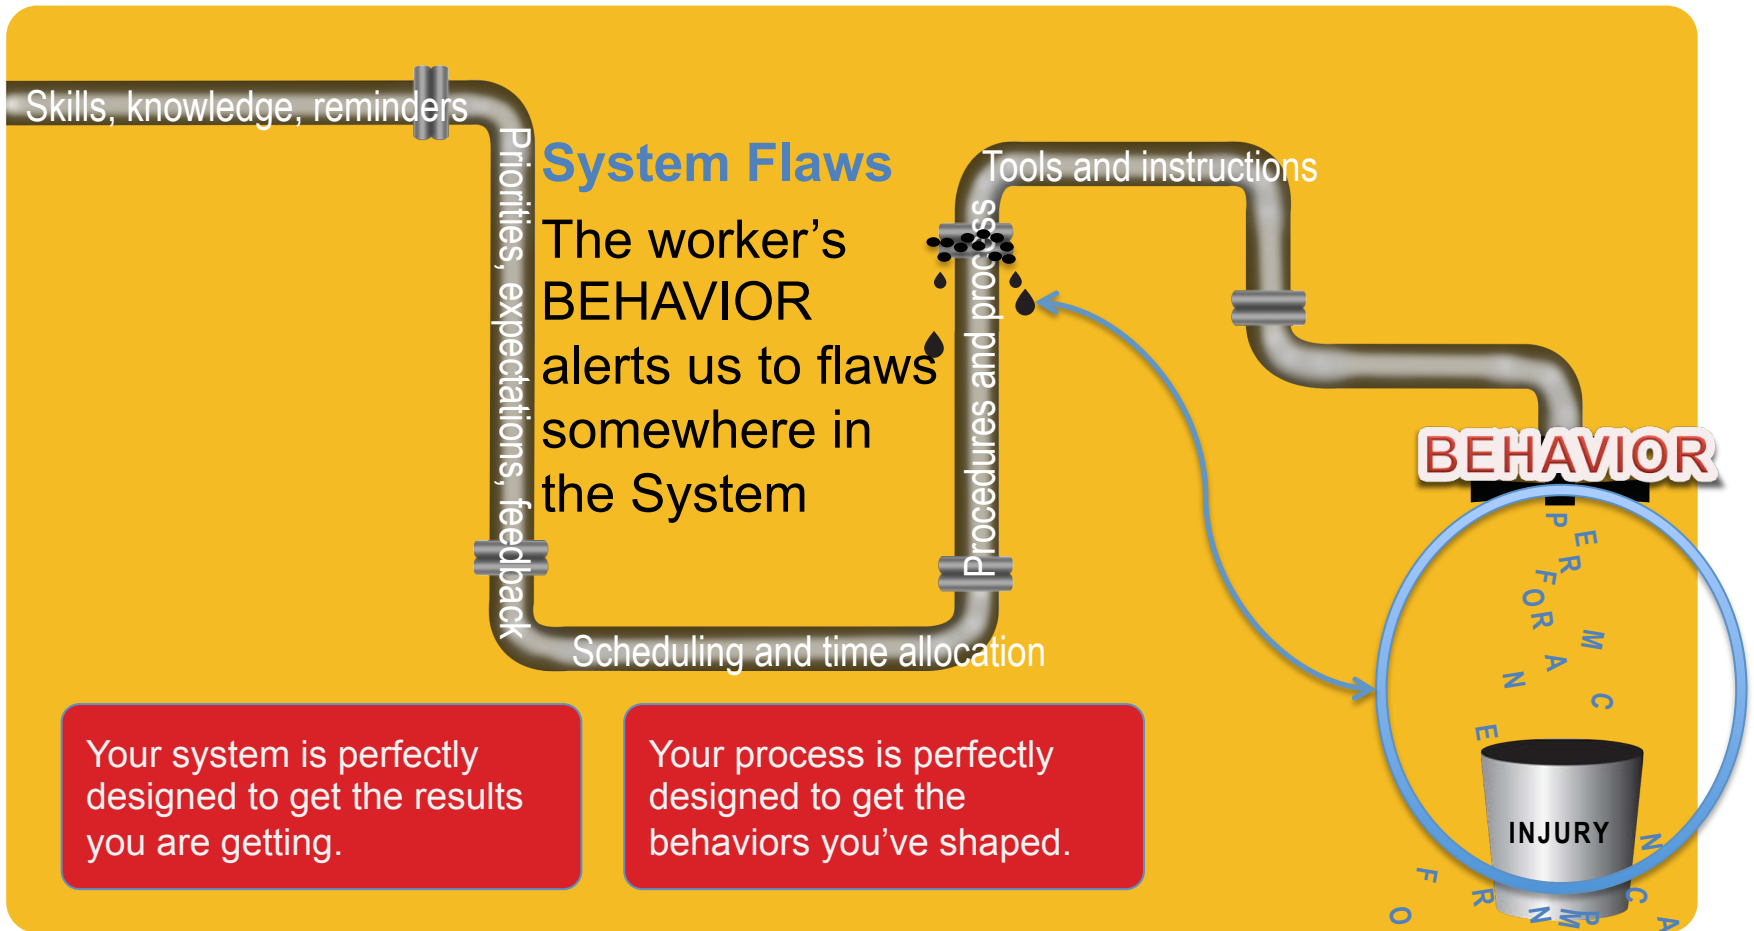 Skills, knowledge, reminders
Priorities, expectations, feedback
System Flaws
The worker’s
BEHAVIOR
alerts us to flaws
somewhere in
the System
Scheduling and time allocation
Procedures and process
Tools and instructions
BEHAVIOR
P
E
R
F
O
R
M
A
N
C
E
INJURY
N
F
R
C
O
N
M
P
A
Your system is perfectly
designed to get the results
you are getting.
Your process is perfectly
designed to get the
behaviors you’ve shaped.